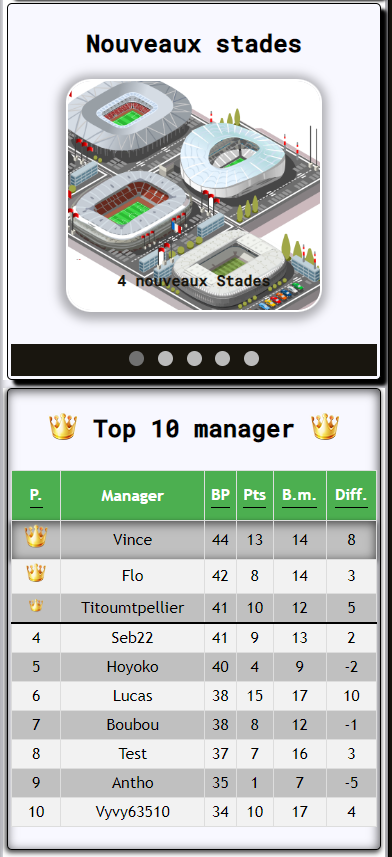 Nouveaux stades
4 nouveaux Stades
Top 10 manager
P. Manager BP Pts B.m. Diff.
Vince 44 13 14 8
Flo 42 8 14 3
Titoumtpellier 41 10 12 5
4 Seb22 41 9 13 2
5 Hoyoko 40 4 9 -2
6 Lucas 38 15 17 10
7 Boubou 38 8 12 -1
8 Test 37 7 16 3
9 Antho 35 1 7 -5
10 Vyvy63510 34 10 17 4